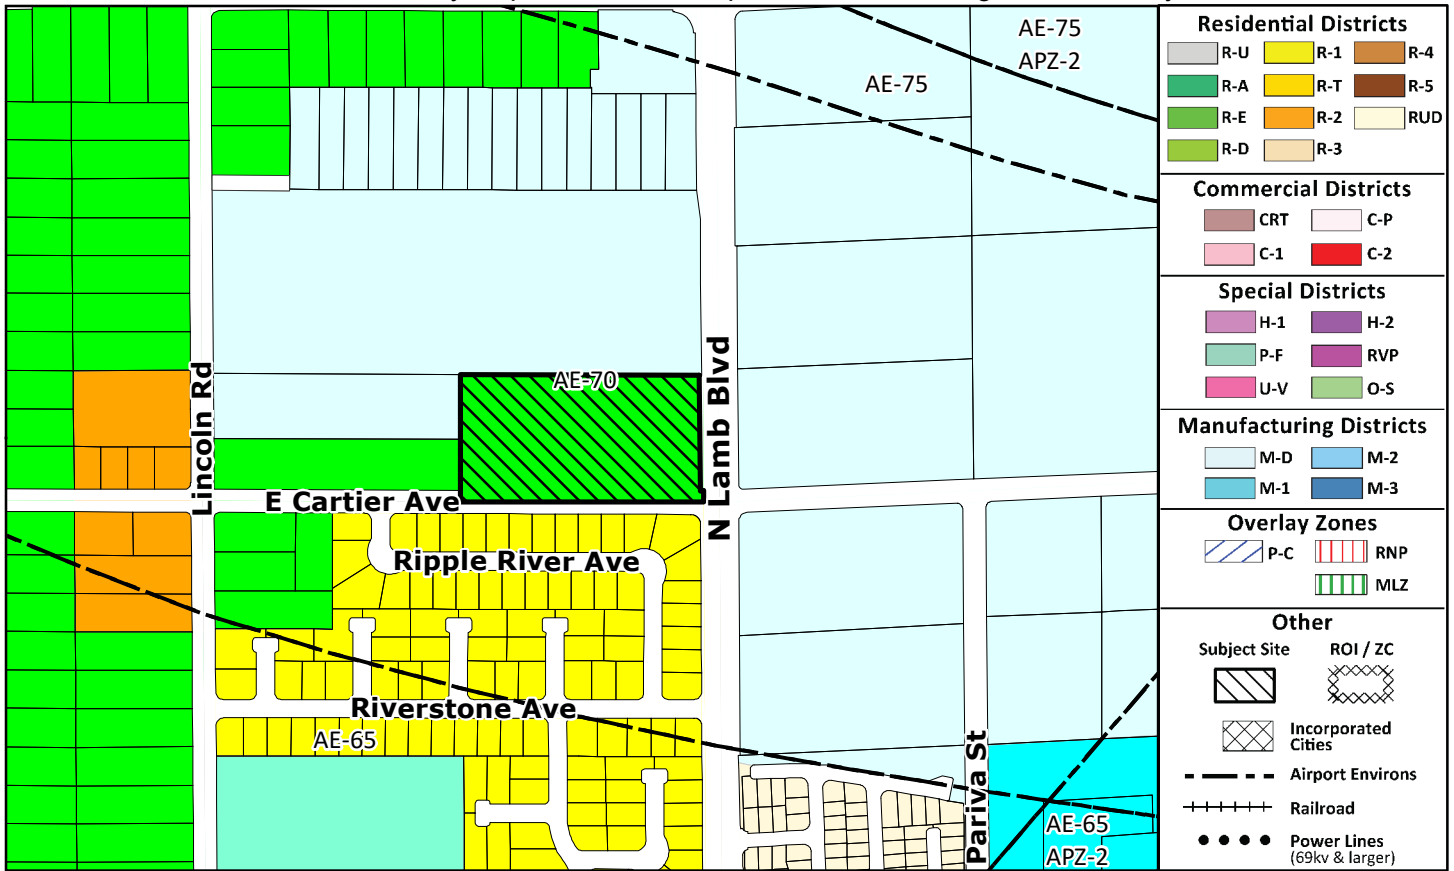 AE-75
APZ-2
AE-75
AE-70
Lincoln Rd
N Lamb Blvd
E Cartier Ave
Ripple River Ave
Riverstone Ave
AE-65
Pariva St
AE-65
APZ-2
Residential Districts
R-U
R-1
R-4
R-A
R-T
R-5
R-E
R-2
RUD
R-D
R-3
Commercial Districts
CRT
C-P
C-1
C-2
Special Districts
H-1
H-2
P-F
RVP
U-V
O-S
Manufacturing Districts
M-D
M-2
M-1
M-3
Overlay Zones
P-C
RNP
MLZ
Other
Subject Site
ROI / ZC
Incorporated
Cities
Airport Environs
Railroad
Power Lines
(69kv & larger)